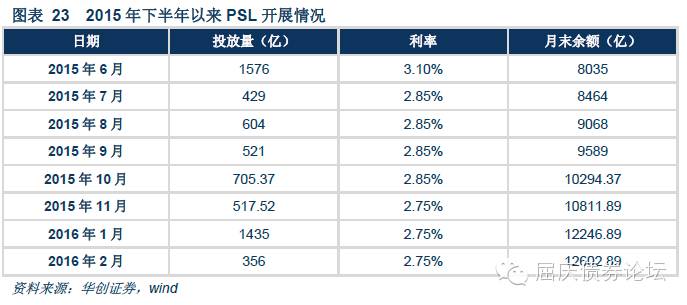 图表 23 2015 年下半年以来 PSL 开展情况
日期 投放量（亿） 利率 月末余额（亿）
2015 年 6 月 1576 3.10% 8035
2015 年 7 月 429 2.85% 8464
2015 年 8 月 604 2.85% 9068
2015 年 9 月 521 2.85% 9589
2015 年 10 月 705.37 2.85% 10294.37
2015 年 11 月 517.52 2.75% 10811.89
2016 年 1 月 1435 2.75% 12246.89
2016 年 2 月 356 2.75% 12602.89
资料来源：华创证券，wind
屈庆债券论坛